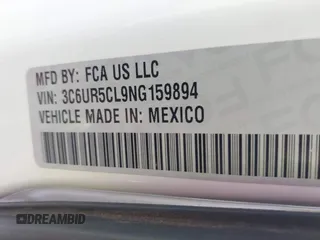 MFD BY: FCA US LLC
VIN: 3C6UR5CL9NG159894
VEHICLE MADE IN: MEXICO
DREAMBID